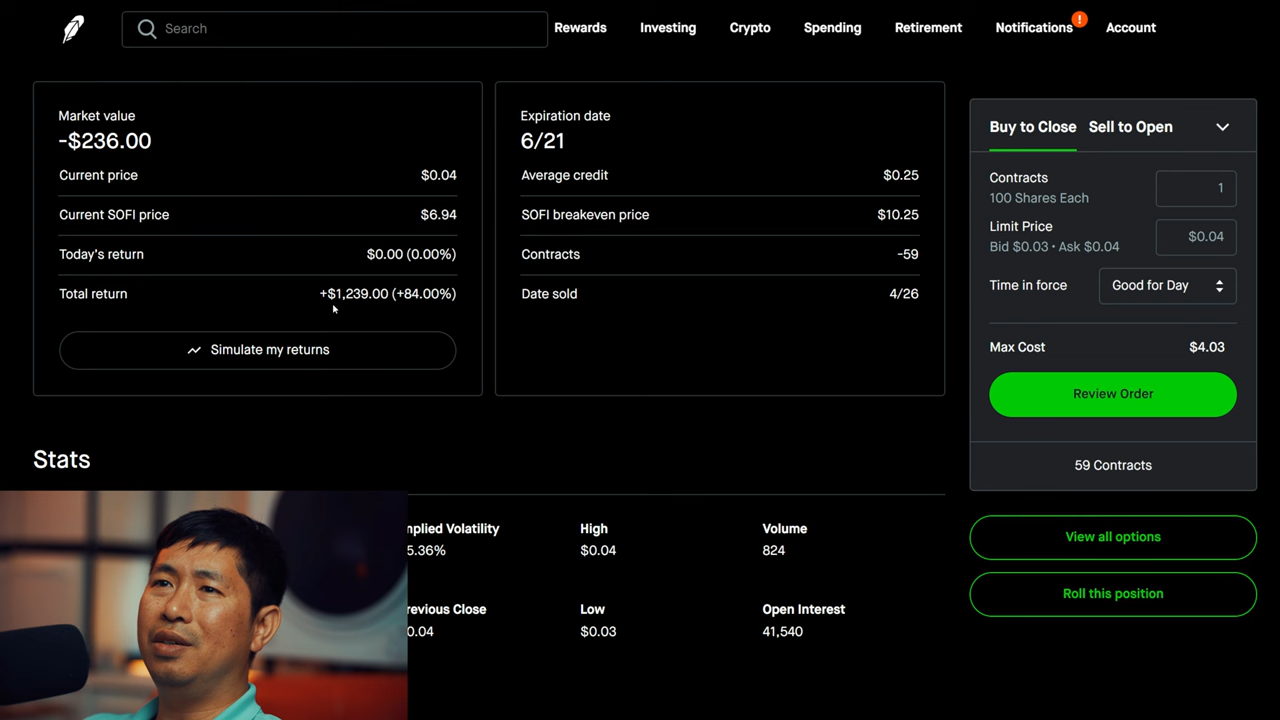 Search
Rewards
Investing
Crypto
Spending
Retirement
Notifications
!
Account
Market value
-$236.00
Current price $0.04
Current SOFI price $6.94
Today's return $0.00 (0.00%)
Total return +$1,239.00 (+84.00%)
Simulate my returns
Expiration date
6/21
Average credit $0.25
SOFI breakeven price $10.25
Contracts -59
Date sold 4/26
Buy to Close Sell to Open
Contracts 1
100 Shares Each
Limit Price $0.04
Bid $0.03 • Ask $0.04
Time in force Good for Day
Max Cost $4.03
Review Order
59 Contracts
View all options
Roll this position
Stats
Volatility High Volume
$0.04 824
Close Low Open Interest
$0.03 41,540